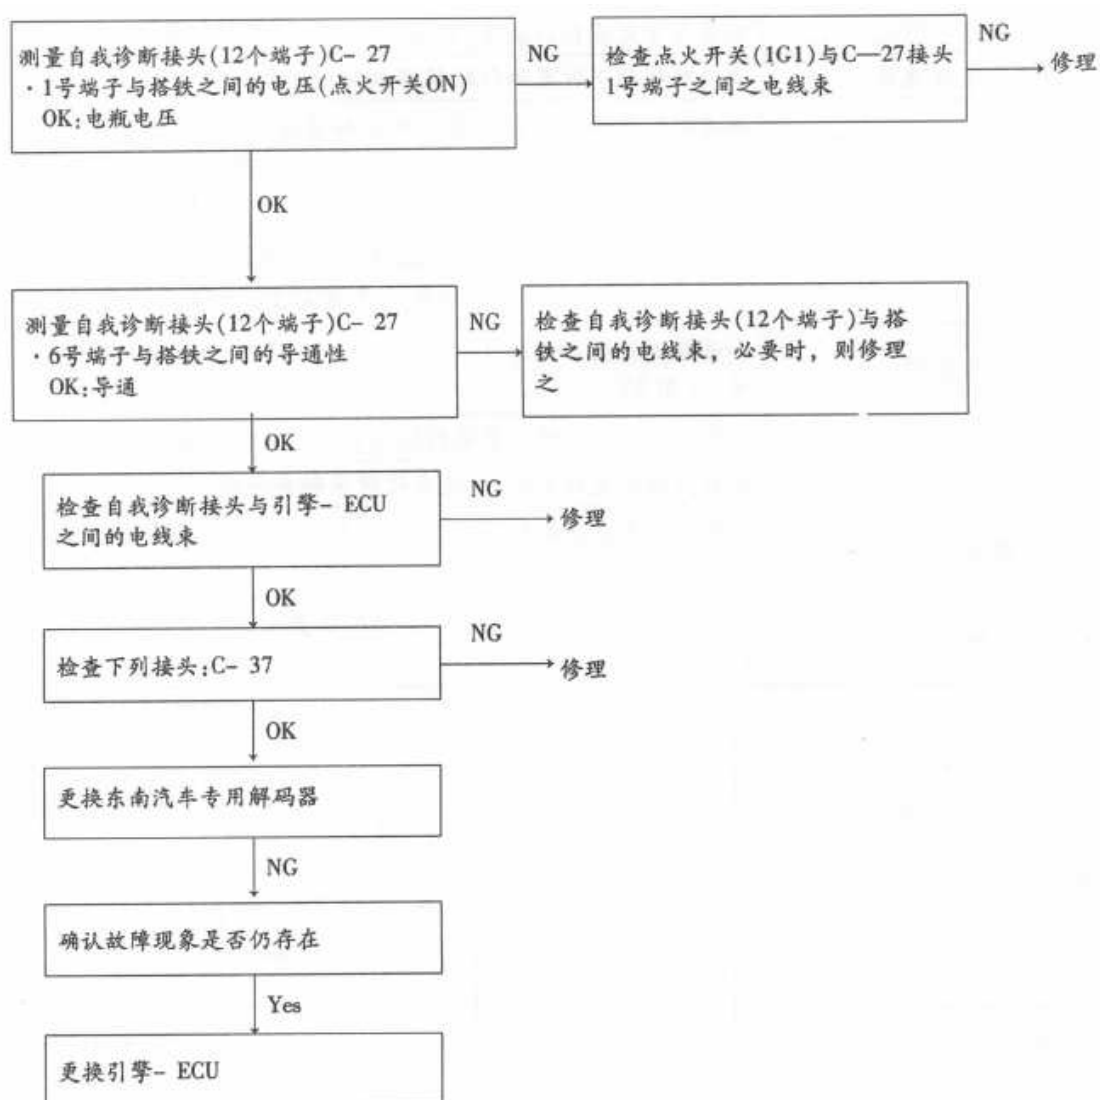 测量自我诊断接头(12个端子)C- 27
·1号端子与搭铁之间的电压(点火开关ON)
OK:电瓶电压
NG
检查点火开关(1G1)与C—27接头
1号端子之间之电线束
NG
修理
OK
测量自我诊断接头(12个端子)C- 27
·6号端子与搭铁之间的导通性
OK:导通
NG
检查自我诊断接头(12个端子)与搭
铁之间的电线束，必要时，则修理
之
OK
检查自我诊断接头与引擎- ECU
之间的电线束
NG
修理
OK
检查下列接头:C- 37
NG
修理
OK
更换东南汽车专用解码器
NG
确认故障现象是否仍存在
Yes
更换引擎- ECU